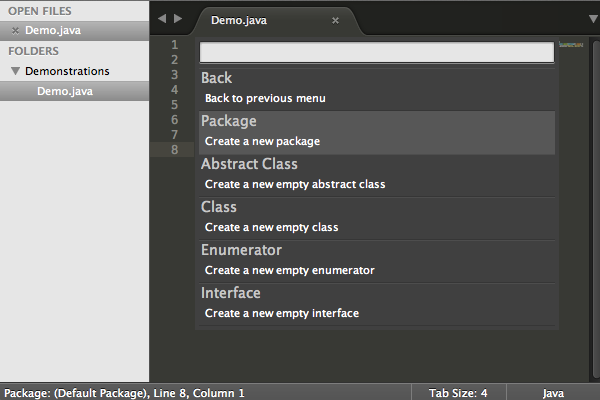 OPEN FILES
Demo.java
FOLDERS
Demonstrations
Demo.java
Demo.java
1
2
3
4
5
6
7
8
Back
Back to previous menu
Package
Create a new package
Abstract Class
Create a new empty abstract class
Class
Create a new empty class
Enumerator
Create a new empty enumerator
Interface
Create a new empty interface
Package: (Default Package), Line 8, Column 1
Tab Size: 4
Java